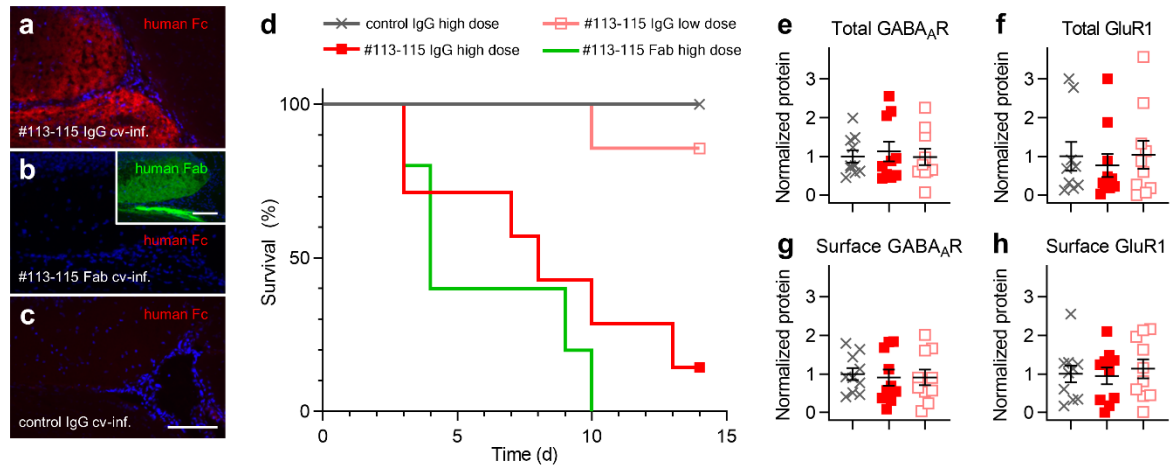 a
human Fc
#113-115 IgG cv-inf.
b
human Fab
human Fc
#113-115 Fab cv-inf.
c
human Fc
control IgG cv-inf.
d
control IgG high dose
#113-115 IgG low dose
#113-115 IgG high dose
#113-115 Fab high dose
100
50
0
Survival (%)
0 5 10 15
Time (d)
e
Total GABA_AR
Normalized protein
3
2
1
0
f
Total GluR1
Normalized protein
3
2
1
0
g
Surface GABA_AR
Normalized protein
3
2
1
0
h
Surface GluR1
Normalized protein
3
2
1
0